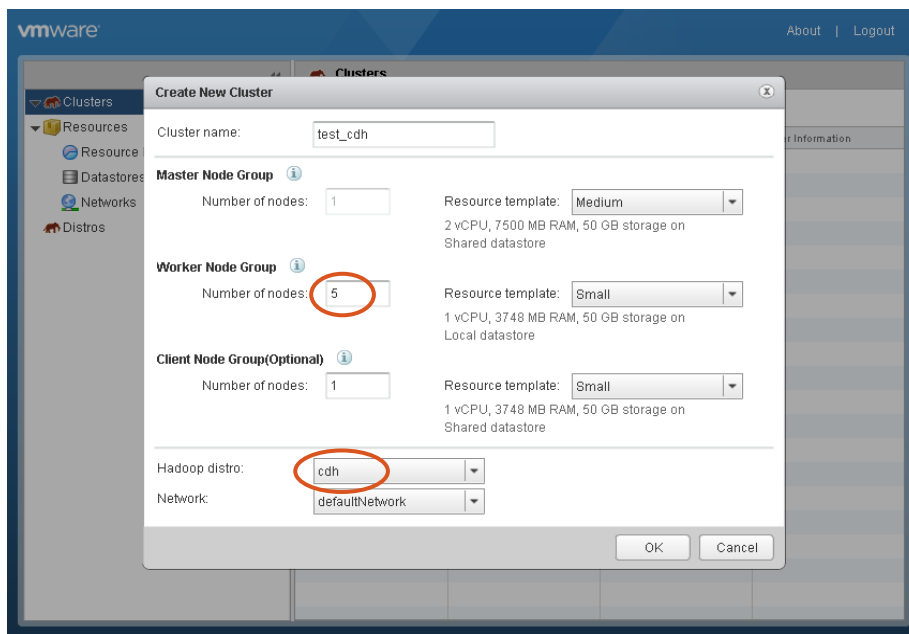 vmware
About | Logout
Clusters
Clusters
Resources
Resource
Datastores
Networks
Distros
Information
Create New Cluster
Cluster name: test_cdh
Master Node Group
Number of nodes: 1
Resource template: Medium
2 vCPU, 7500 MB RAM, 50 GB storage on
Shared datastore
Worker Node Group
Number of nodes: 5
Resource template: Small
1 vCPU, 3748 MB RAM, 50 GB storage on
Local datastore
Client Node Group(Optional)
Number of nodes: 1
Resource template: Small
1 vCPU, 3748 MB RAM, 50 GB storage on
Shared datastore
Hadoop distro: cdh
Network: defaultNetwork
OK Cancel